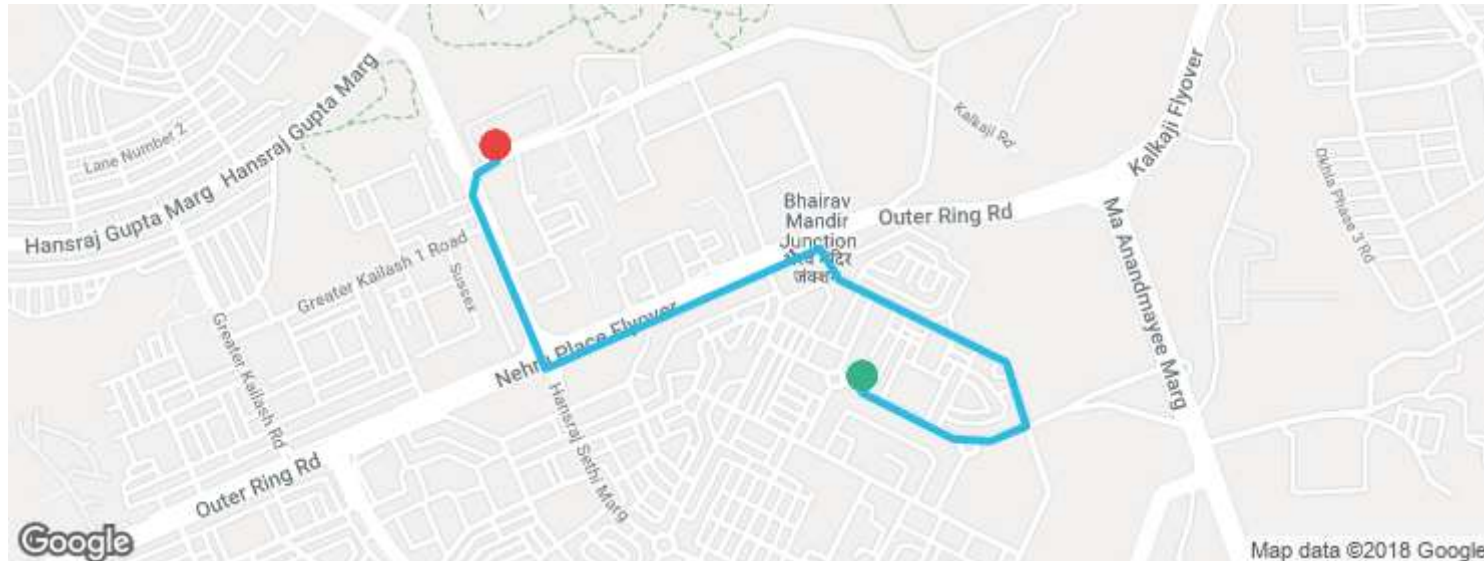 Hansraj Gupta Marg
Lane Number 2
Hansraj Gupta Marg
Kalkaji Flyover
Kalkaji Rd
Okhla Phase 3 Rd
Bhairav
Mandir
Junction
भैरव मंदिर
जंक्शन
Outer Ring Rd
Ma Anandmayee Marg
Greater Kailash 1 Road
Sussex
Greater Kailash Rd
Nehru Place Flyover
Hansraj Sethi Marg
Outer Ring Rd
Google
Map data ©2018 Google